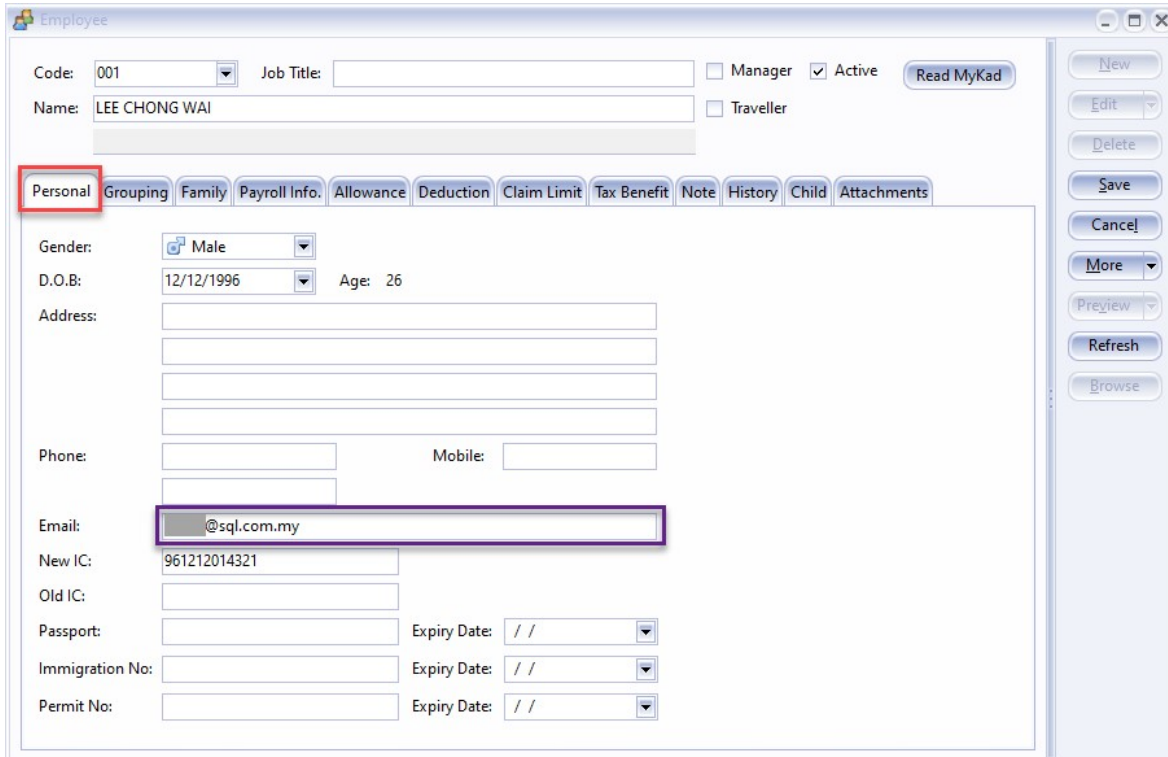 Employee
Code: 001 Job Title: Manager Active Read MyKad
Name: LEE CHONG WAI Traveller
Personal Grouping Family Payroll Info. Allowance Deduction Claim Limit Tax Benefit Note History Child Attachments
Gender: Male
D.O.B: 12/12/1996 Age: 26
Address:
Phone: Mobile:
Email: @sql.com.my
New IC: 961212014321
Old IC:
Passport: Expiry Date: / /
Immigration No: Expiry Date: / /
Permit No: Expiry Date: / /
New
Edit
Delete
Save
Cancel
More
Preview
Refresh
Browse